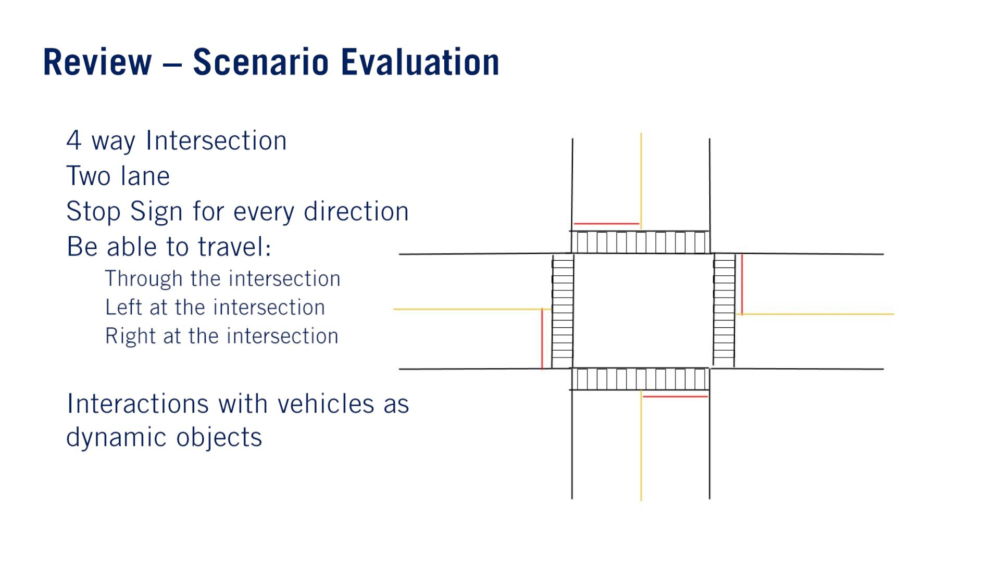 Review – Scenario Evaluation
4 way Intersection
Two lane
Stop Sign for every direction
Be able to travel:
Through the intersection
Left at the intersection
Right at the intersection
Interactions with vehicles as
dynamic objects